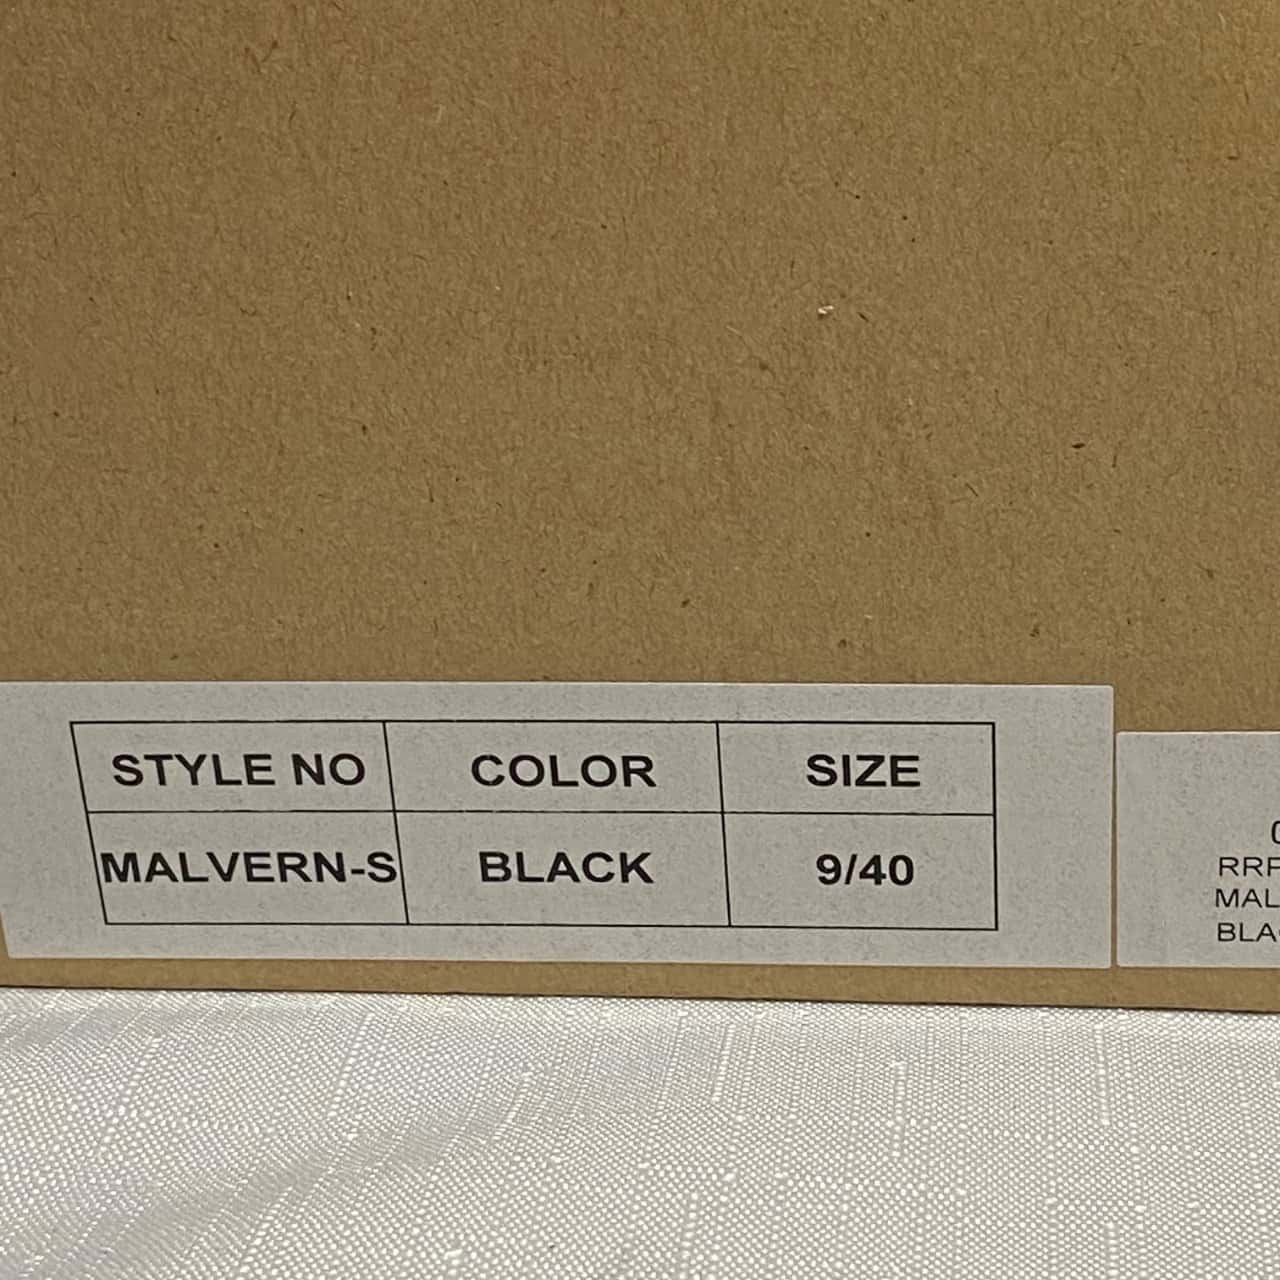 STYLE NO COLOR SIZE
MALVERN-S BLACK 9/40